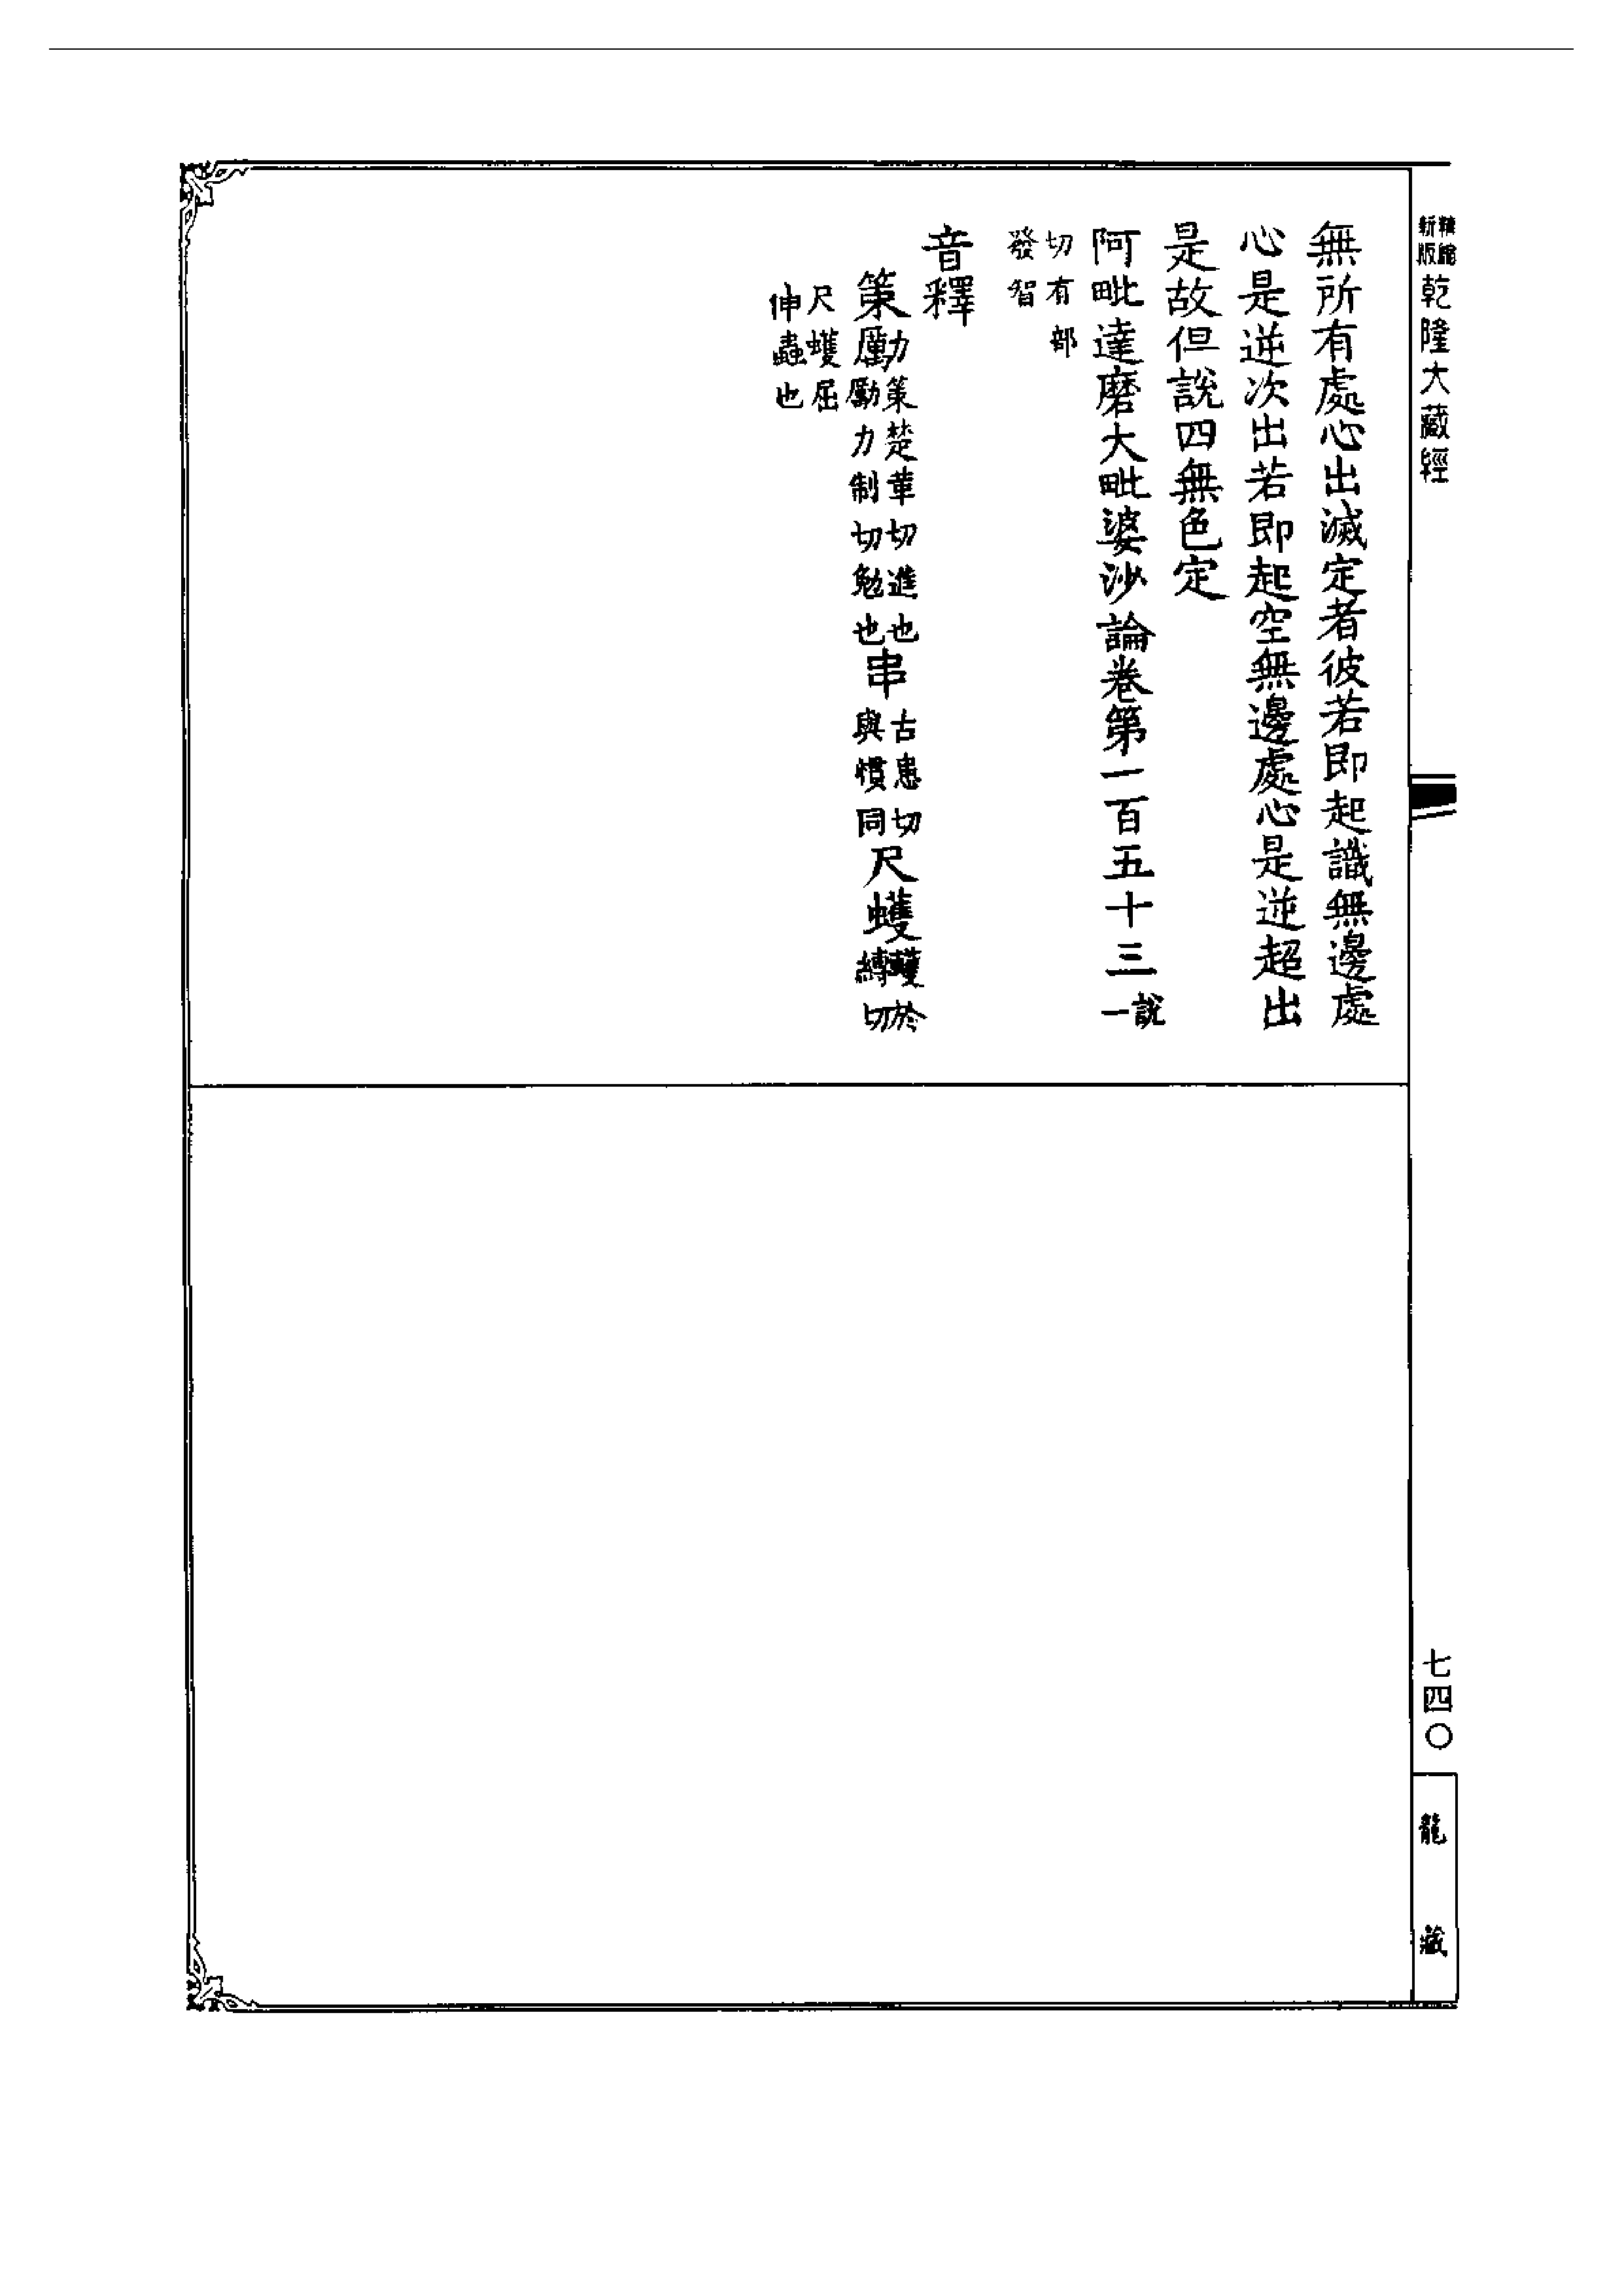 精縮新版乾隆大藏經
無所有處心出滅定者彼若即起識無邊處
心是逆次出若即起空無邊處心是逆超出
是故但說四無色定
阿毗達磨大毗婆沙論卷第一百五十三說一
切有部
發智
音釋
策勵策楚革切進也勵力制切勉也串古患切與慣同尺蠖蠖於縛切
尺蠖屈伸蟲也
七四〇
龍藏